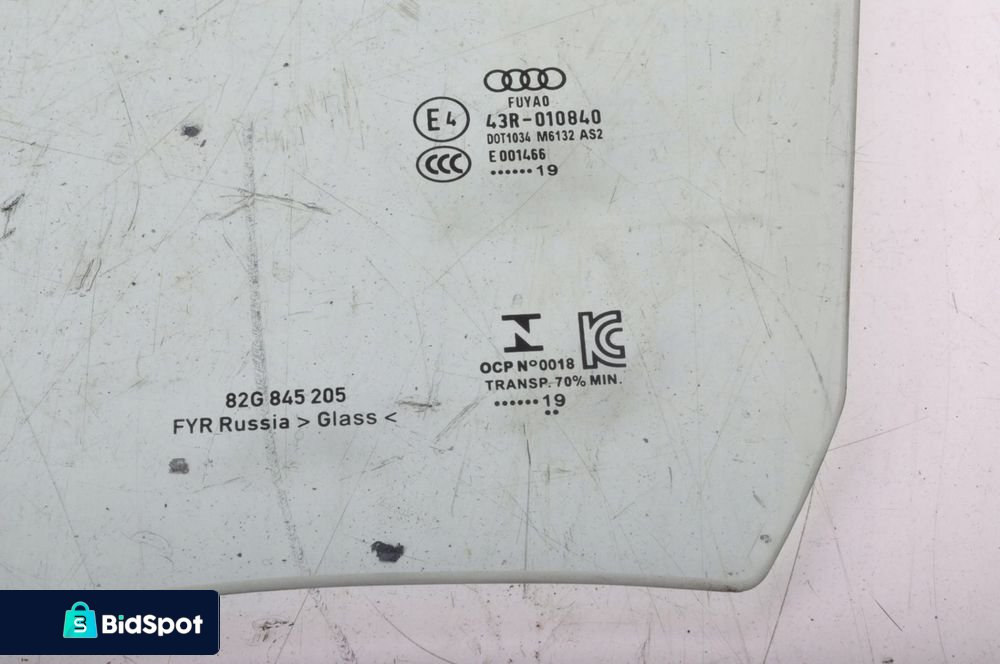 FUYAO
E4
43R-010840
DOT1034 M6132 AS2
CCC
E 001466
...... 19
OCP Nº 0018
TRANSP. 70% MIN.
...... 19
..
82G 845 205
FYR Russia > Glass <
BidSpot